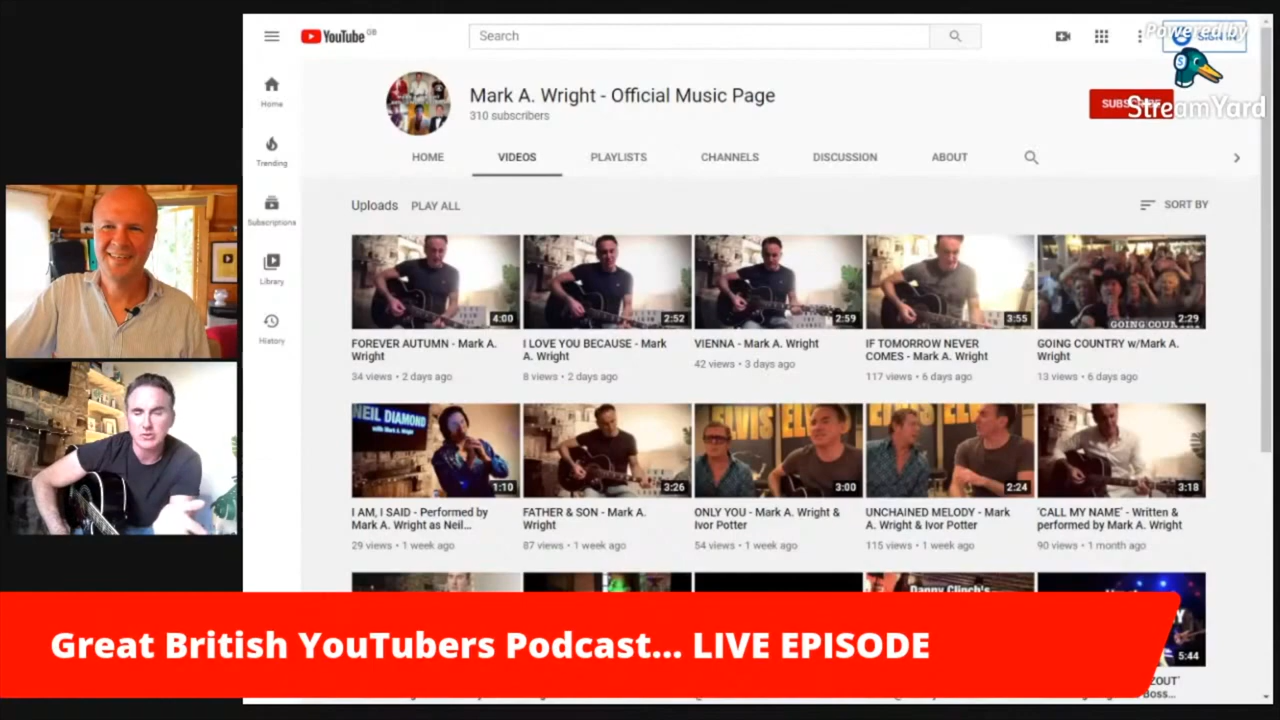 YouTube GB
Search
SIGN IN
Powered by
StreamYard
Home
Trending
Subscriptions
Library
History
Mark A. Wright - Official Music Page
310 subscribers
HOME
VIDEOS
PLAYLISTS
CHANNELS
DISCUSSION
ABOUT
Uploads
PLAY ALL
SORT BY
4:00
2:52
2:59
3:55
GOING COUNTRY
2:29
FOREVER AUTUMN - Mark A.
Wright
34 views • 2 days ago
I LOVE YOU BECAUSE - Mark
A. Wright
8 views • 2 days ago
VIENNA - Mark A. Wright
42 views • 3 days ago
IF TOMORROW NEVER
COMES - Mark A. Wright
117 views • 6 days ago
GOING COUNTRY w/Mark A.
Wright
13 views • 6 days ago
NEIL DIAMOND
with Mark A. Wright
1:10
3:26
3:00
2:24
3:18
I AM, I SAID - Performed by
Mark A. Wright as Neil...
29 views • 1 week ago
FATHER & SON - Mark A.
Wright
87 views • 1 week ago
ONLY YOU - Mark A. Wright &
Ivor Potter
54 views • 1 week ago
UNCHAINED MELODY - Mark
A. Wright & Ivor Potter
115 views • 1 week ago
'CALL MY NAME' - Written &
performed by Mark A. Wright
90 views • 1 month ago
Danny Clinch's
5:44
Boss...
Great British YouTubers Podcast... LIVE EPISODE